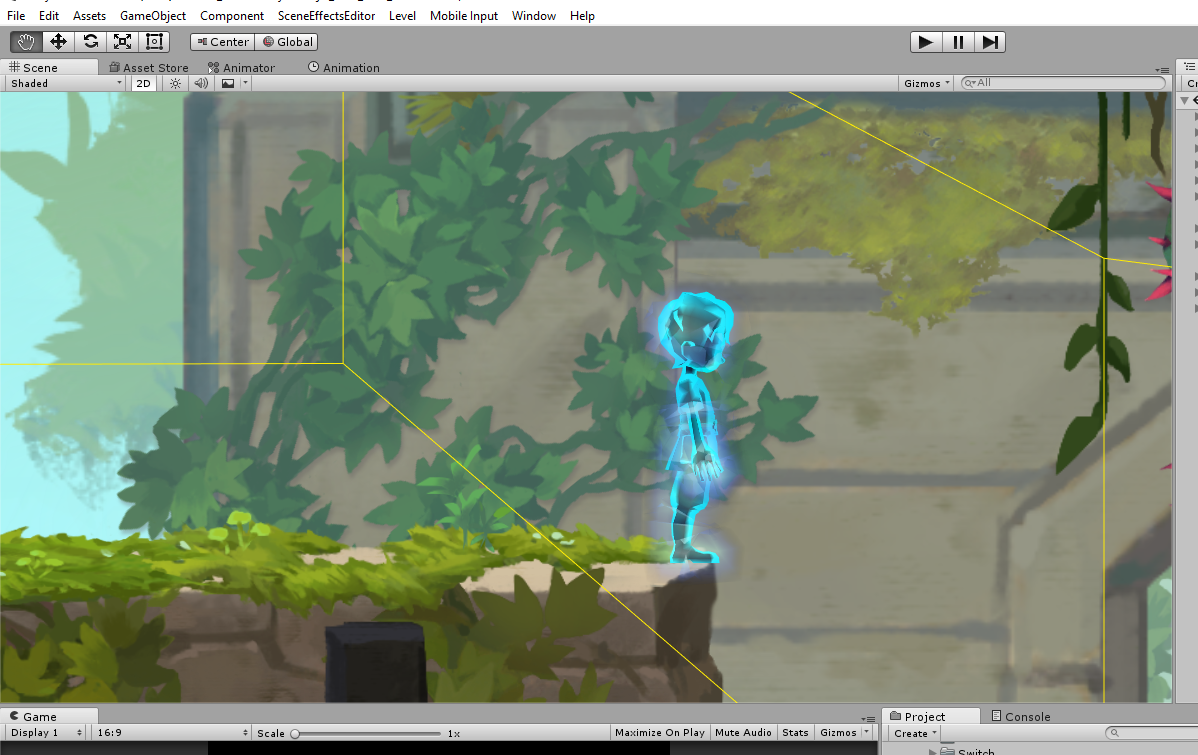 File Edit Assets GameObject Component SceneEffectsEditor Level Mobile Input Window Help
Center Global
Scene Asset Store Animator Animation
Shaded 2D Gizmos All
Game Project Console
Display 1 16:9 Scale 1x Maximize On Play Mute Audio Stats Gizmos Create
Switch